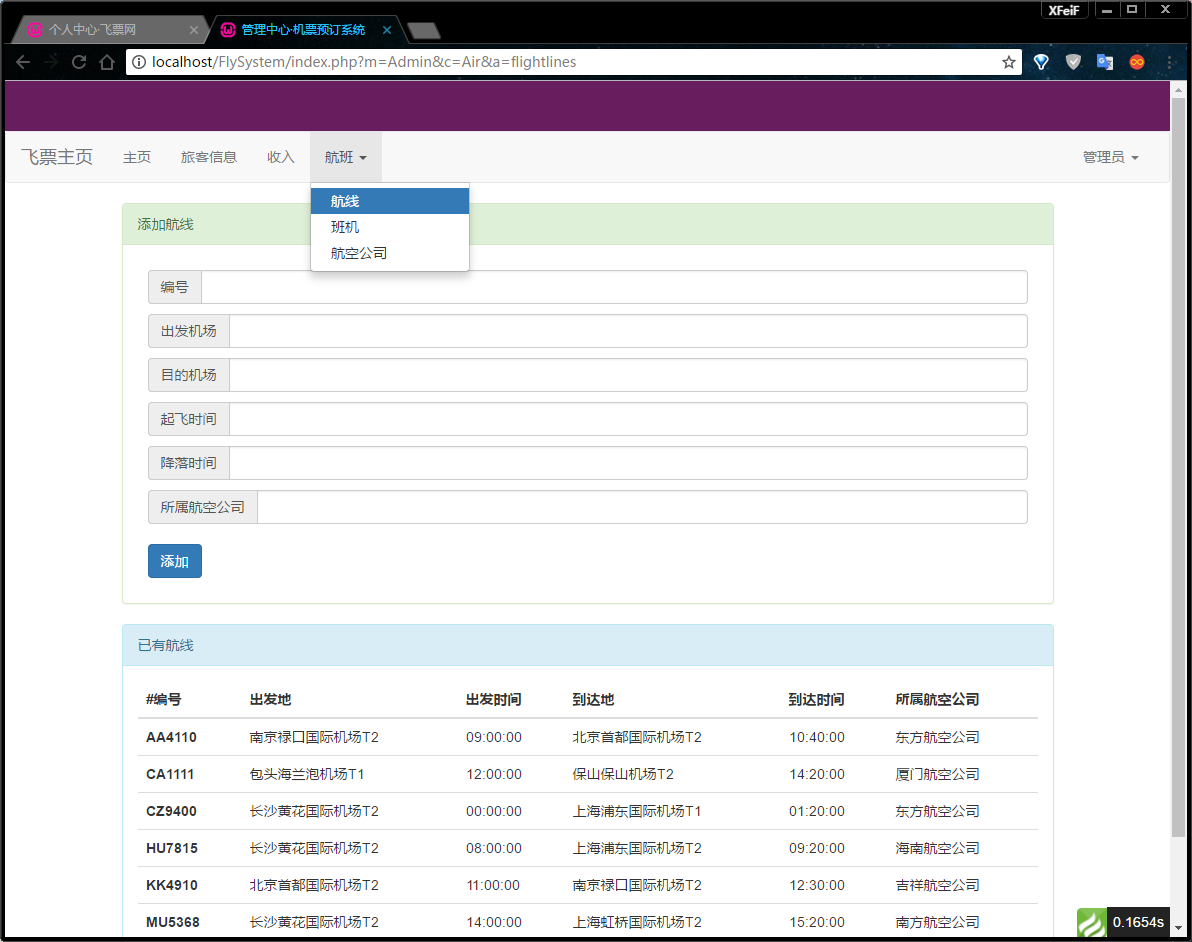 XFeiF
个人中心·飞票网
管理中心·机票预订系统
localhost/FlySystem/index.php?m=Admin&c=Air&a=flightlines
飞票主页 主页 旅客信息 收入 航班 管理员
航线
班机
航空公司
添加航线
编号
出发机场
目的机场
起飞时间
降落时间
所属航空公司
添加
已有航线
#编号 出发地 出发时间 到达地 到达时间 所属航空公司
AA4110 南京禄口国际机场T2 09:00:00 北京首都国际机场T2 10:40:00 东方航空公司
CA1111 包头海兰泡机场T1 12:00:00 保山保山机场T2 14:20:00 厦门航空公司
CZ9400 长沙黄花国际机场T2 00:00:00 上海浦东国际机场T1 01:20:00 东方航空公司
HU7815 长沙黄花国际机场T2 08:00:00 上海浦东国际机场T2 09:20:00 海南航空公司
KK4910 北京首都国际机场T2 11:00:00 南京禄口国际机场T2 12:30:00 吉祥航空公司
MU5368 长沙黄花国际机场T2 14:00:00 上海虹桥国际机场T2 15:20:00 南方航空公司
0.1654s